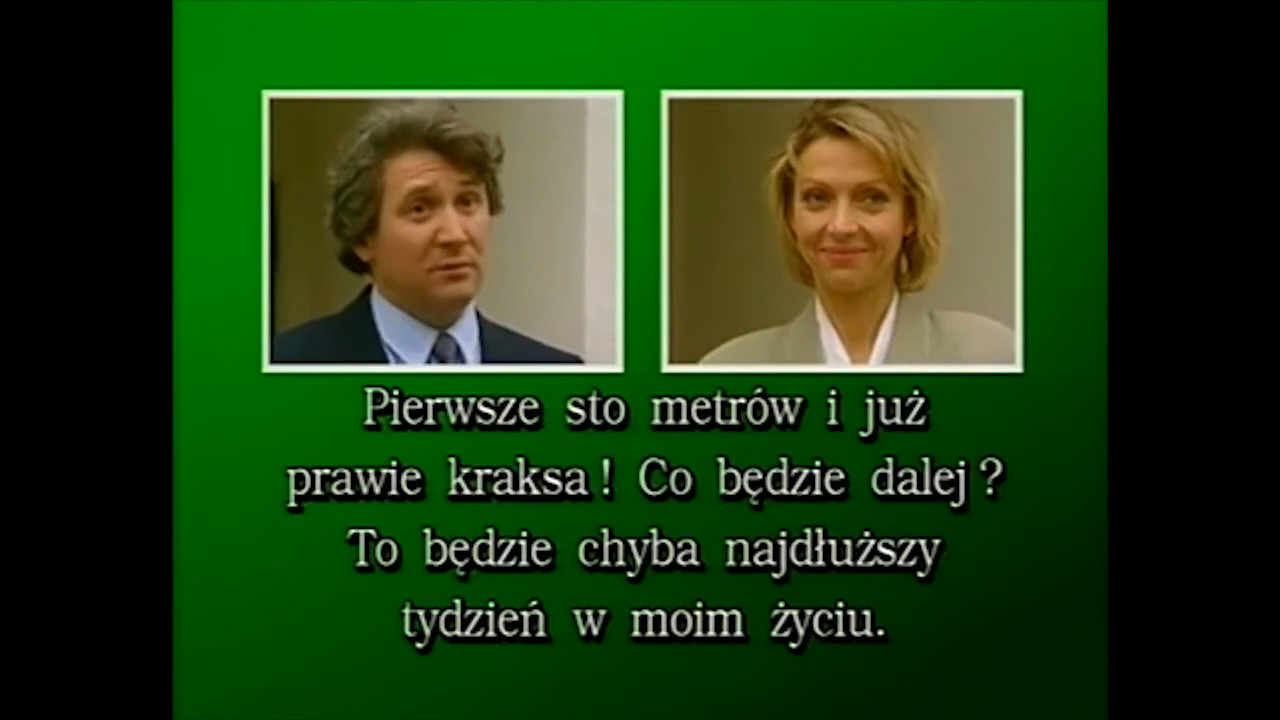 Pierwsze sto metrów i już
prawie kraksa! Co będzie dalej?
To będzie chyba najdłuższy
tydzień w moim życiu.